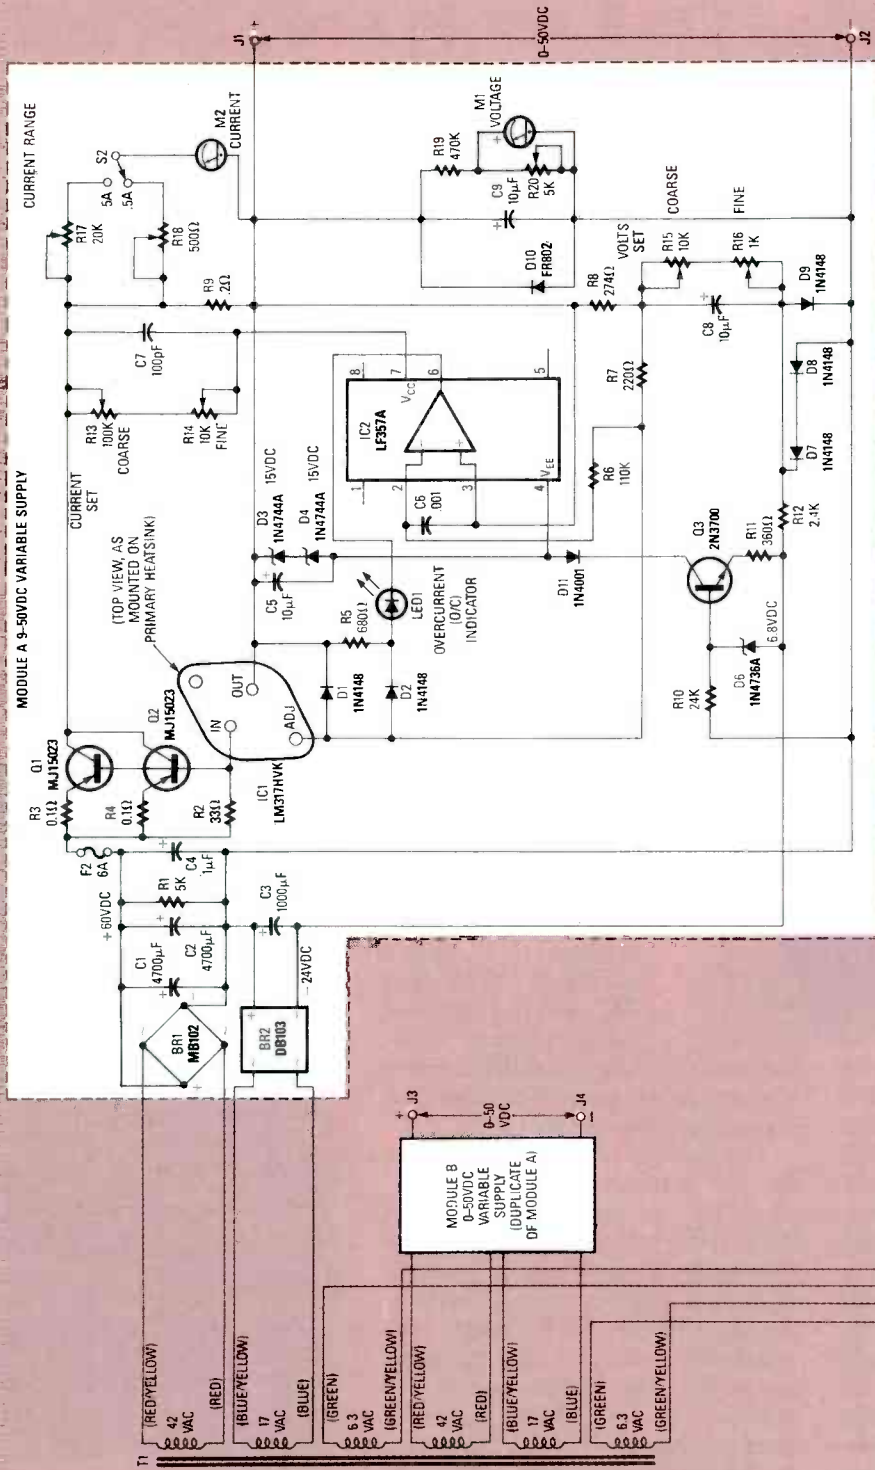 MODULE A 9–50VDC VARIABLE SUPPLY
Q1
MJ15023
Q2
MJ15023
R3
0.1Ω
R4
0.1Ω
R2
33Ω
F2
6A
+60VDC
C1
4700µF
C2
4700µF
R1
5K
C4
.1µF
BR1
MB102
BR2
DB103
C3
1000µF
–24VDC
(TOP VIEW, AS
MOUNTED ON
PRIMARY HEATSINK)
IN
OUT
ADJ
IC1
LM317HVK
CURRENT
SET
R13
100K
COARSE
R14
10K
FINE
C7
100pF
CURRENT RANGE
R17
20K
5A
.5A
S2
R18
500Ω
R9
.2Ω
M2
CURRENT
J1
+
0–50VDC
J2
–
D3
1N4744A
15VDC
D4
1N4744A
15VDC
C5
10µF
R5
680Ω
LED1
OVERCURRENT
(O/C)
INDICATOR
D1
1N4148
D2
1N4148
IC2
LF357A
VCC
VEE
1
2
3
4
5
6
7
8
C6
.001
R6
110K
R7
220Ω
R8
274Ω
D11
1N4001
Q3
2N3700
R11
360Ω
R10
24K
D6
1N4736A
6.8VDC
R12
2.4K
D7
1N4148
D8
1N4148
D9
1N4148
C8
10µF
VOLTS
SET
R15
10K
COARSE
R16
1K
FINE
D10
FR802
C9
10µF
R19
470K
R20
5K
M1
VOLTAGE
T1
(RED/YELLOW)
42
VAC
(RED)
(BLUE/YELLOW)
17
VAC
(BLUE)
(GREEN)
6.3
VAC
(GREEN/YELLOW)
(RED/YELLOW)
42
VAC
(RED)
(BLUE/YELLOW)
17
VAC
(BLUE)
(GREEN)
6.3
VAC
(GREEN/YELLOW)
MODULE B
0–50VDC
VARIABLE
SUPPLY
(DUPLICATE
OF MODULE A)
+
J3
0–50
VDC
J4
–